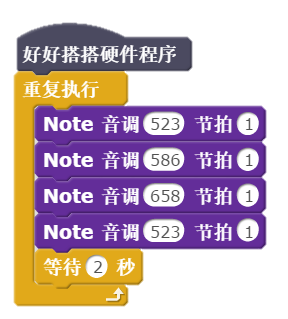 好好搭搭硬件程序
重复执行
Note 音调 523 节拍 1
Note 音调 586 节拍 1
Note 音调 658 节拍 1
Note 音调 523 节拍 1
等待 2 秒